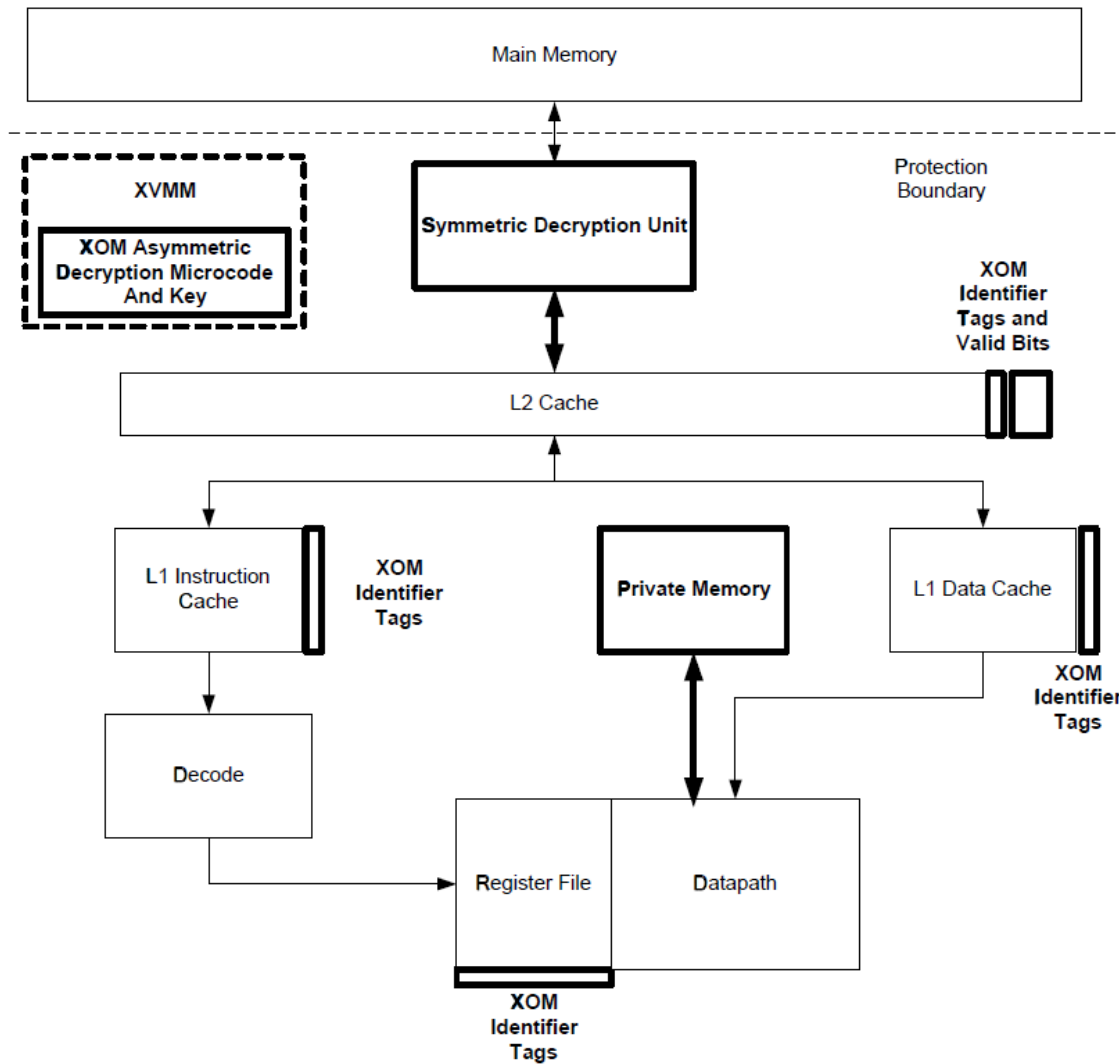 Main Memory
Protection
Boundary
XVMM
XOM Asymmetric
Decryption Microcode
And Key
Symmetric Decryption Unit
XOM
Identifier
Tags and
Valid Bits
L2 Cache
L1 Instruction
Cache
XOM
Identifier
Tags
Private Memory
L1 Data Cache
XOM
Identifier
Tags
Decode
Register File
Datapath
XOM
Identifier
Tags